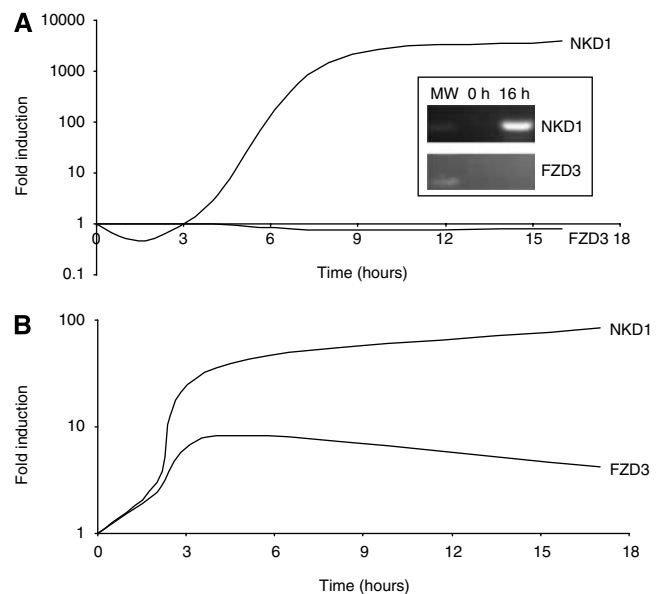 A
10000
1000
100
10
1
0.1
Fold induction
NKD1
MW 0 h 16 h
NKD1
FZD3
0 3 6 9 12 15 18
FZD3
Time (hours)
B
100
10
1
Fold induction
NKD1
FZD3
0 3 6 9 12 15 18
Time (hours)